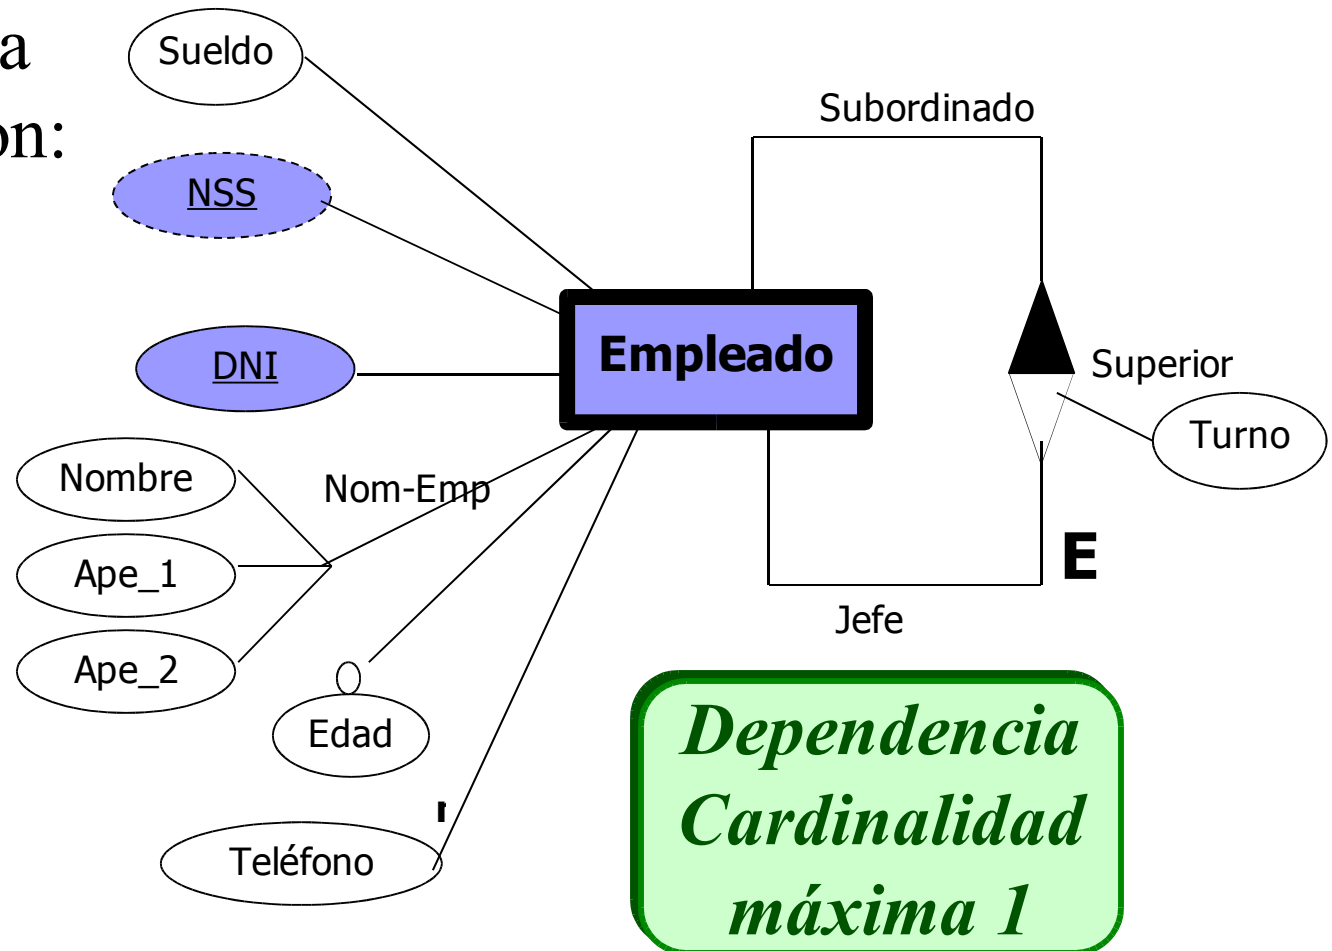 a
on:
Sueldo
Subordinado
NSS
Empleado
DNI
Superior
Turno
Nombre
Nom-Emp
Ape_1
E
Jefe
Ape_2
Edad
Teléfono
Dependencia
Cardinalidad
máxima 1